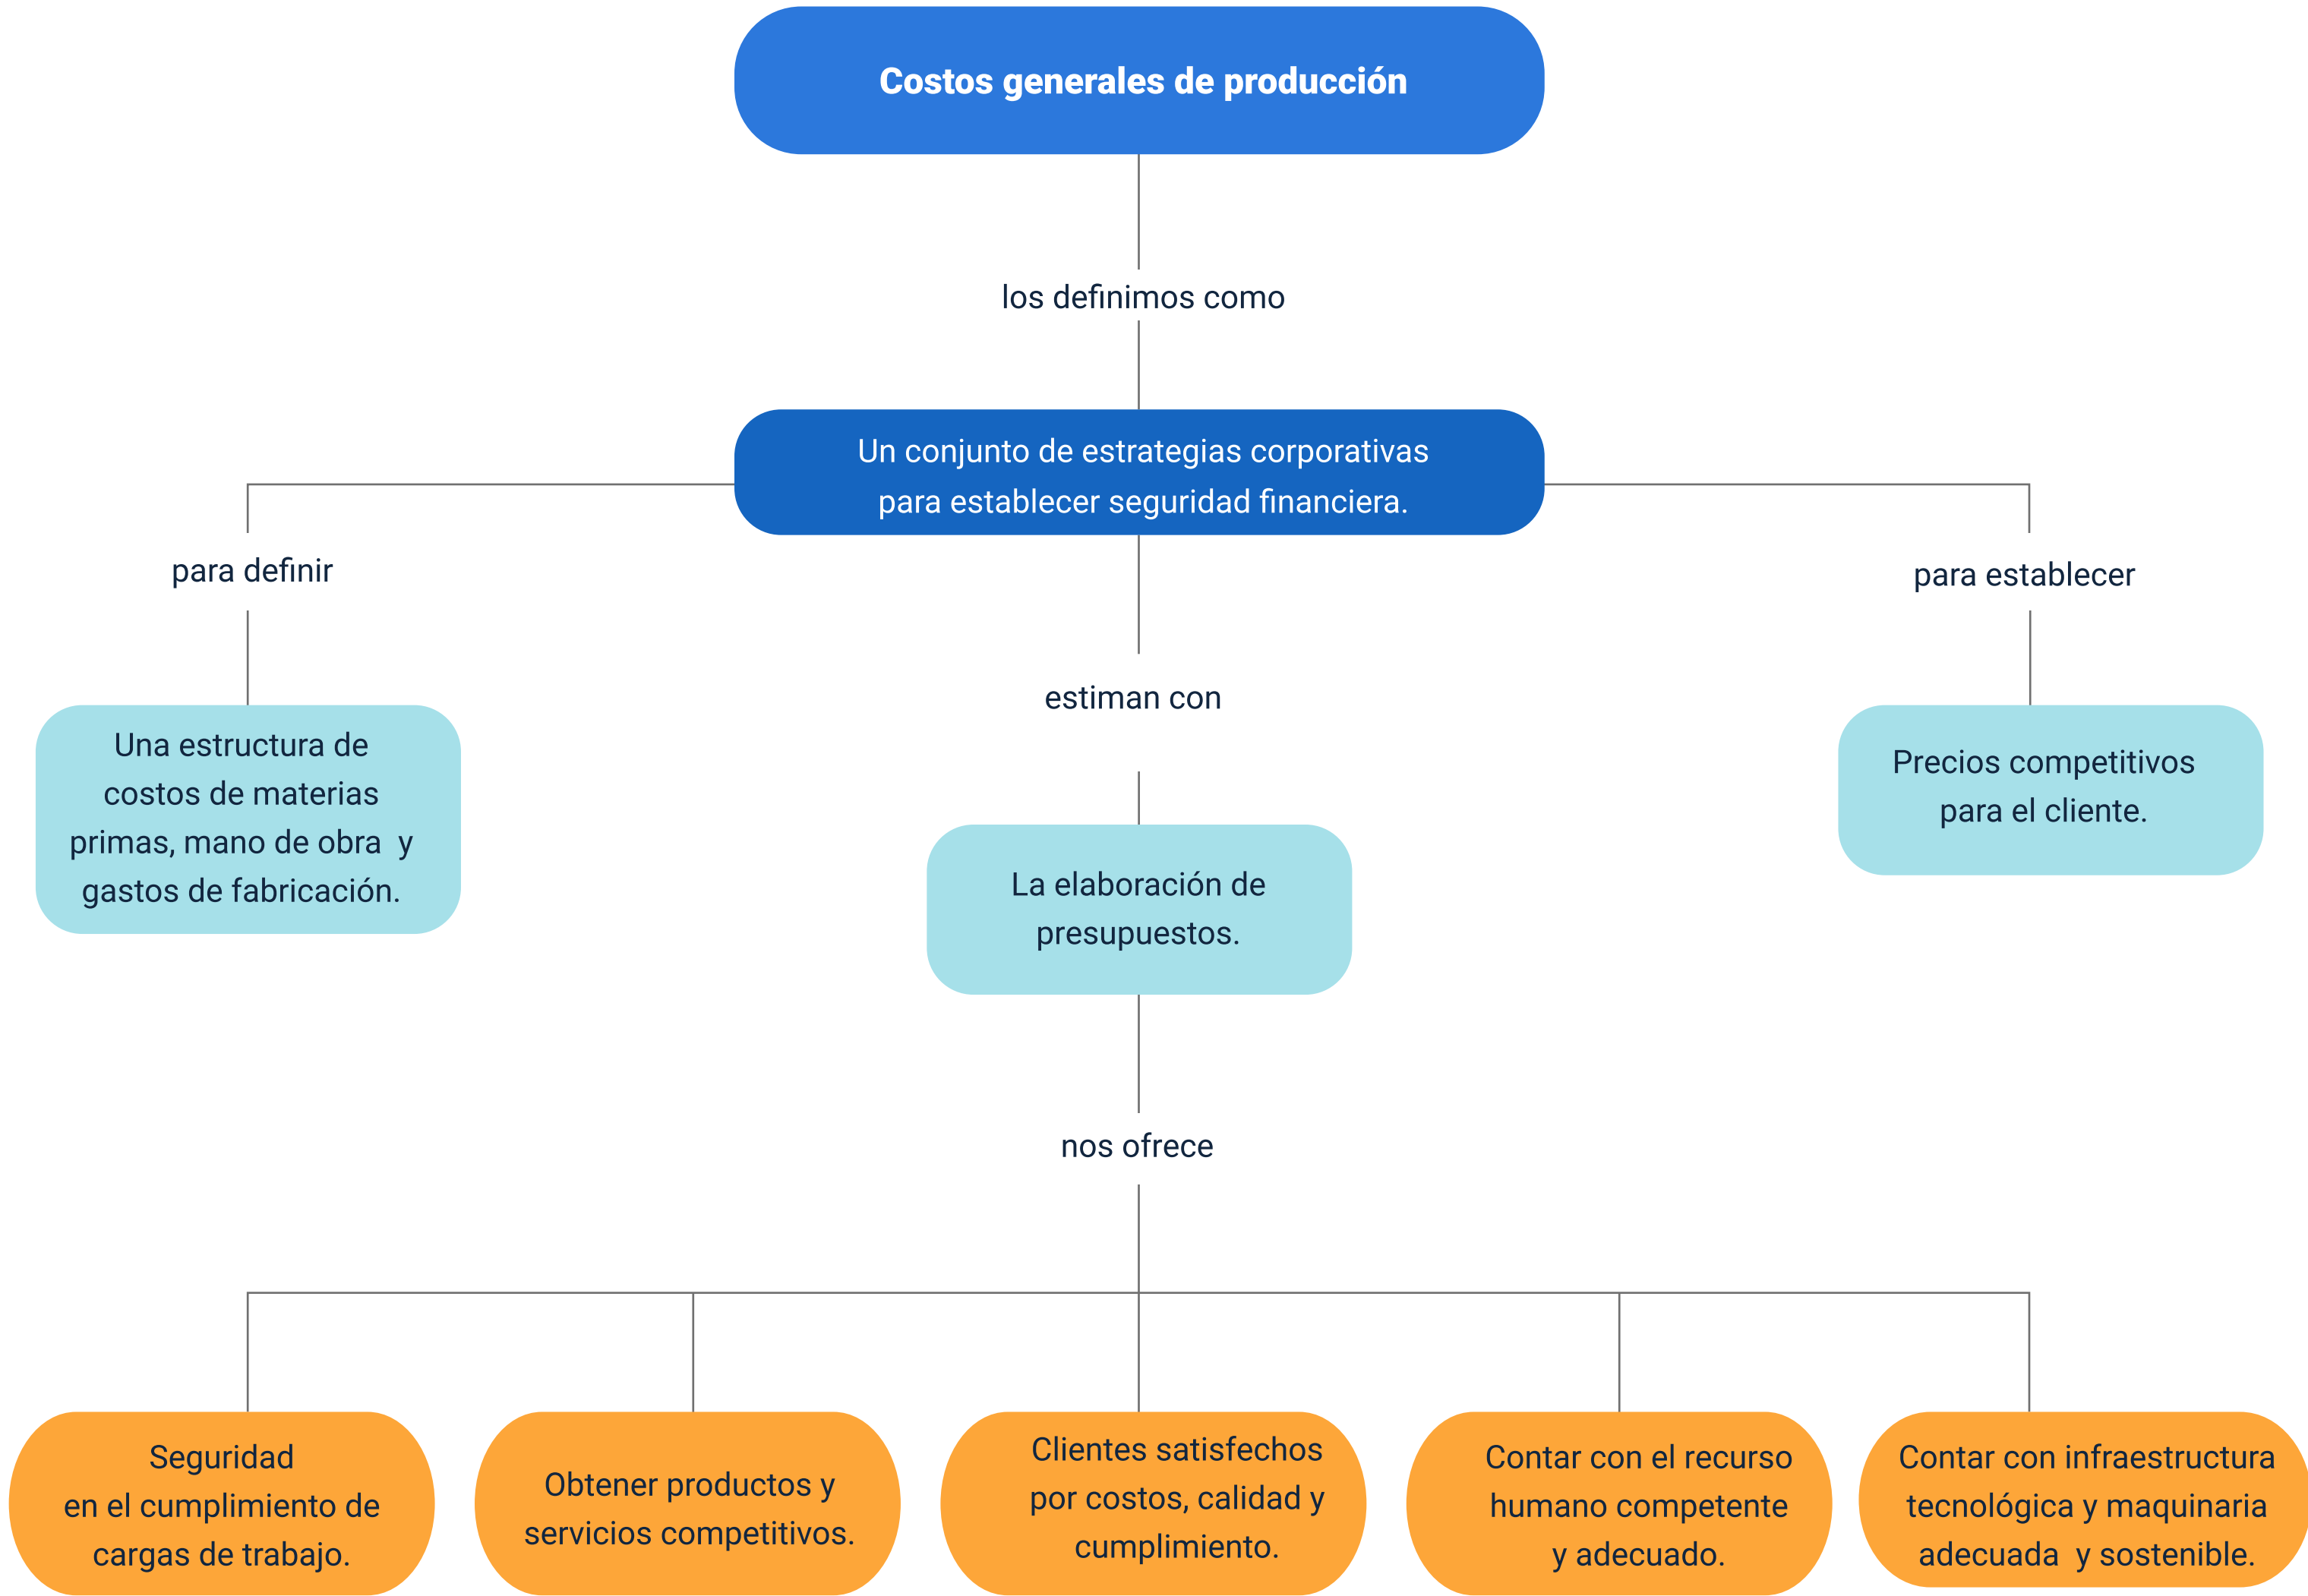 Costos generales de producción
los definimos como
Un conjunto de estrategias corporativas
para establecer seguridad financiera.
para definir
para establecer
estiman con
Una estructura de
costos de materias
primas, mano de obra  y
gastos de fabricación.
Precios competitivos
para el cliente.
La elaboración de
presupuestos.
nos ofrece
Seguridad
en el cumplimiento de
cargas de trabajo.
Obtener productos y
servicios competitivos.
Clientes satisfechos
por costos, calidad y
cumplimiento.
Contar con el recurso
humano competente
y adecuado.
Contar con infraestructura
tecnológica y maquinaria
adecuada  y sostenible.